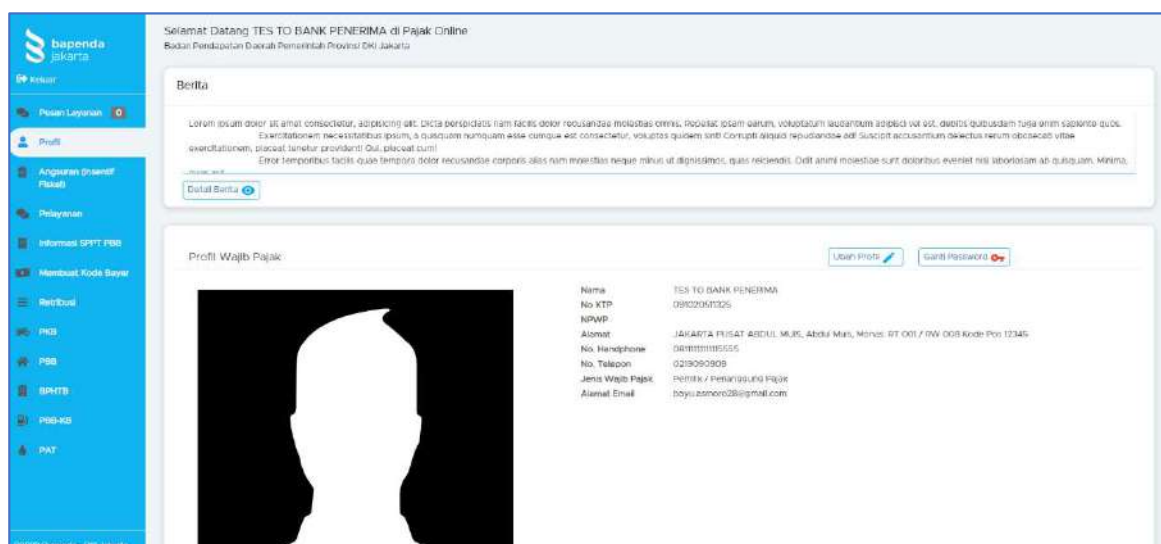 bapenda
jakarta
Keluar
Pesan Layanan 0
Profil
Angsuran (Insentif
Fiskal)
Pelayanan
Informasi SPPT PBB
Membuat Kode Bayar
Retribusi
PKB
PBB
BPHTB
PBB-KB
PAT
Selamat Datang TES TO BANK PENERIMA di Pajak Online
Badan Pendapatan Daerah Pemerintah Provinsi DKI Jakarta
Berita
Lorem ipsum dolor sit amet consectetur, adipisicing elit. Dicta perspiciatis nam facilis dolor recusandae molestias omnis. Repellat ipsam earum, voluptatum laudantium adipisci vel est, debitis quibusdam fuga enim sapiente quos.
Exercitationem necessitatibus ipsum, a quisquam numquam esse cumque est consectetur, voluptas quidem sint! Corrupti aliquid repudiandae ad! Suscipit accusantium delectus rerum obcaecati vitae
exercitationem, placeat tenetur provident! Qui, placeat cum!
Error temporibus facilis quae tempora dolor recusandae corporis alias nam molestias neque minus ut dignissimos, quas reiciendis. Odit animi molestiae sunt doloribus eveniet nisi laboriosam ab quisquam. Minima,
Detail Berita
Profil Wajib Pajak
Ubah Profil
Ganti Password
Nama TES TO BANK PENERIMA
No KTP 091020511325
NPWP
Alamat JAKARTA PUSAT ABDUL MUIS, Abdul Muis, Monas. RT 001 / RW 008 Kode Pos 12345
No. Handphone
No. Telepon 0219090909
Jenis Wajib Pajak Pemilik / Penanggung Pajak
Alamat Email bayu.asmoro28@gmail.com